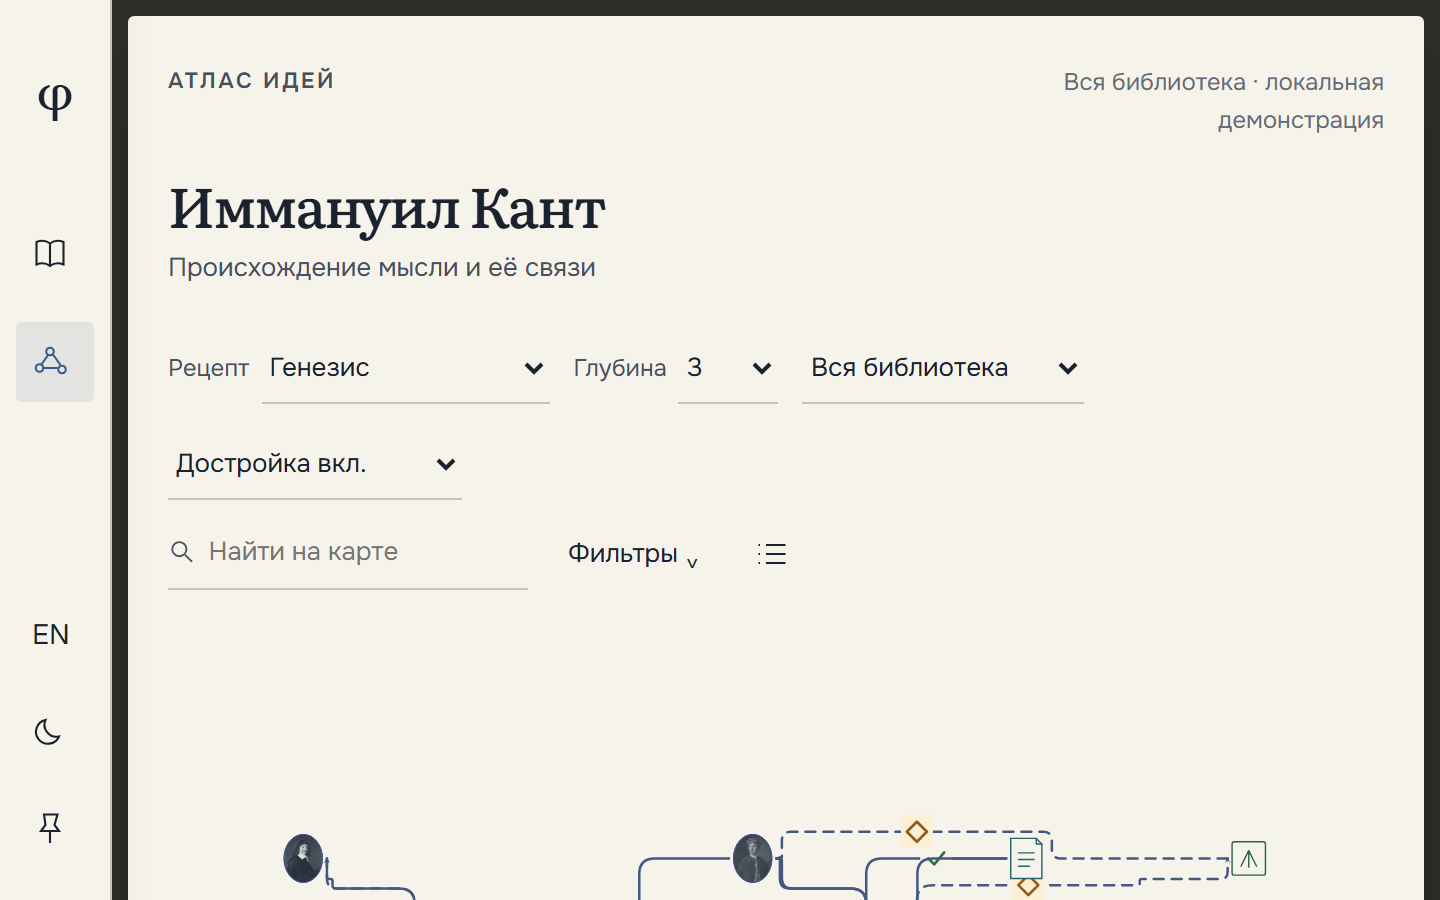 φ
АТЛАС ИДЕЙ
Вся библиотека · локальная
демонстрация
Иммануил Кант
Происхождение мысли и её связи
Рецепт Генезис Глубина 3 Вся библиотека
Достройка вкл.
Найти на карте Фильтры
EN